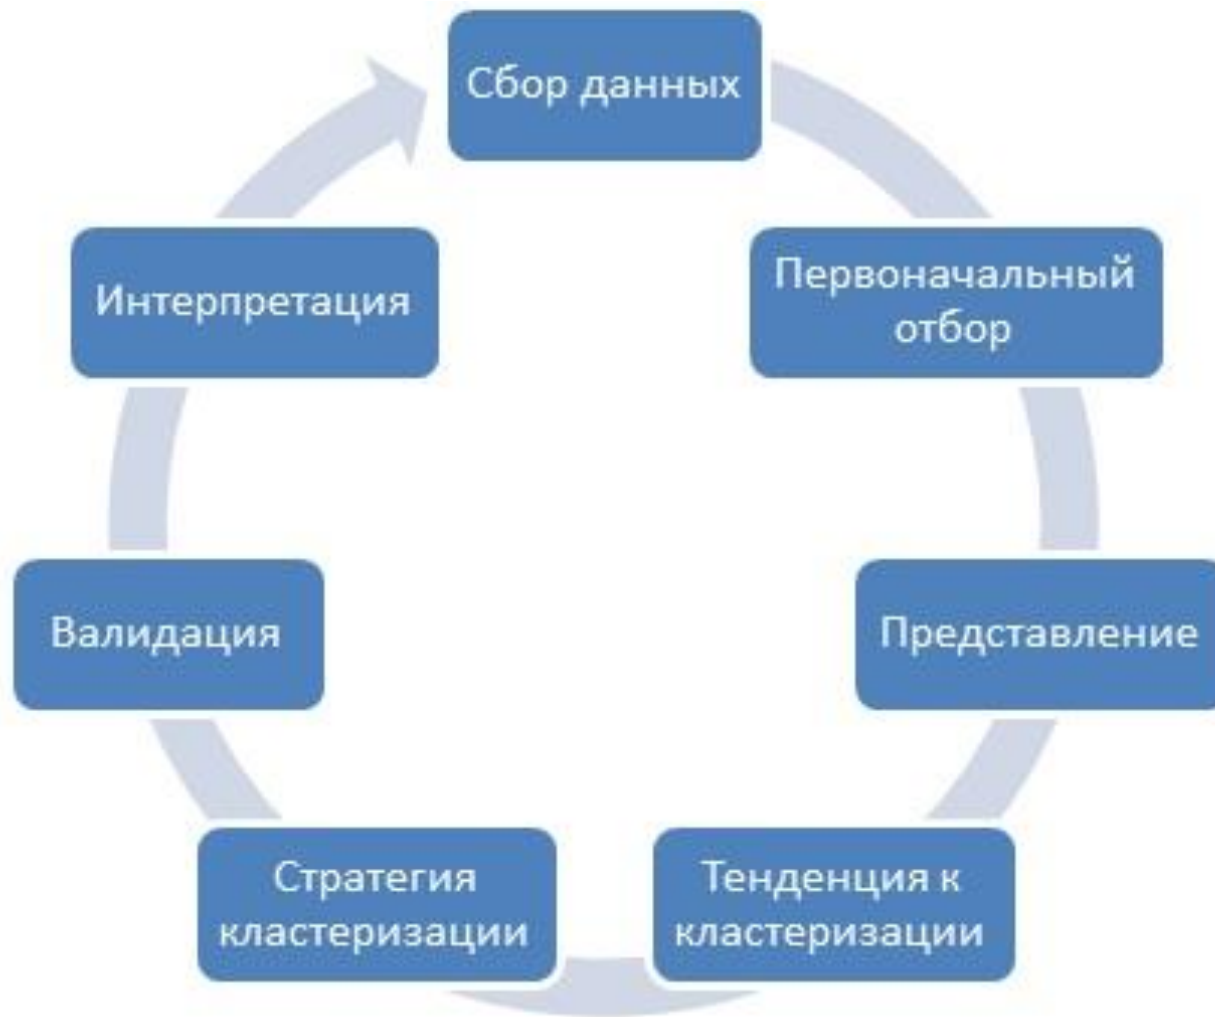 Сбор данных
Первоначальный
отбор
Представление
Тенденция к
кластеризации
Стратегия
кластеризации
Валидация
Интерпретация